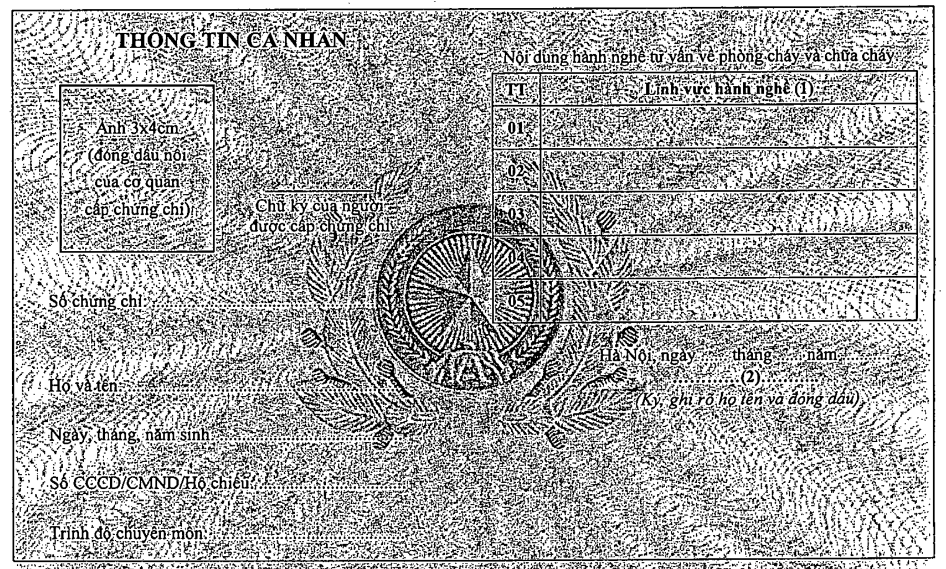 THÔNG TIN CÁ NHÂN
Ảnh 3x4cm
(đóng dấu nổi
của cơ quan
cấp chứng chỉ)
Chữ ký của người
được cấp chứng chỉ
Số chứng chỉ:
Họ và tên:
Ngày, tháng, năm sinh:
Số CCCD/CMND/Hộ chiếu:
Trình độ chuyên môn:
Nội dung hành nghề tư vấn về phòng cháy và chữa cháy
TT Lĩnh vực hành nghề (1)
01
02
03
04
05
Hà Nội, ngày ..... tháng ..... năm .........
............(2)............
(Ký, ghi rõ họ tên và đóng dấu)